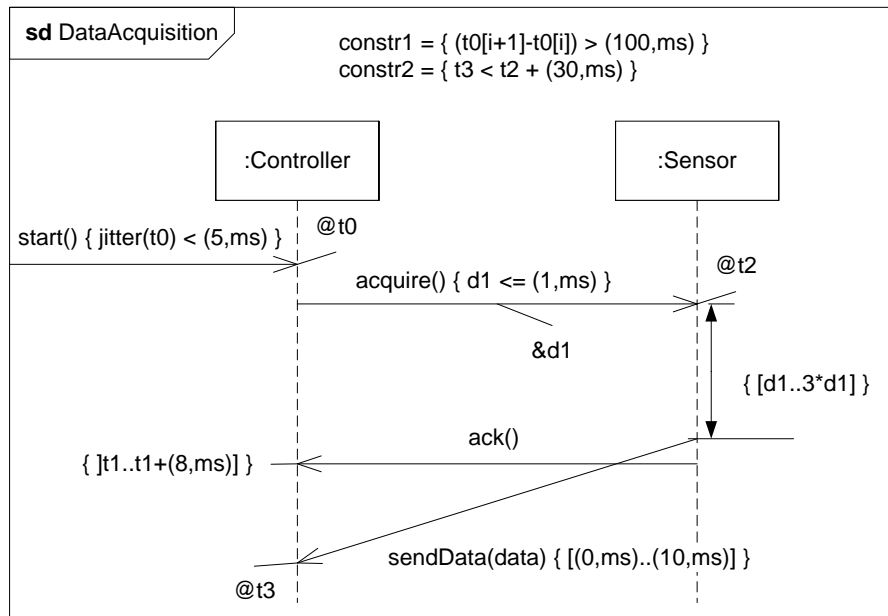 sd DataAcquisition
constr1 = { (t0[i+1]-t0[i]) > (100,ms) }
constr2 = { t3 < t2 + (30,ms) }
:Controller
:Sensor
@t0
start() { jitter(t0) < (5,ms) }
@t2
acquire() { d1 <= (1,ms) }
&d1
{ [d1..3*d1] }
ack()
{ ]t1..t1+(8,ms)] }
sendData(data) { [(0,ms)..(10,ms)] }
@t3